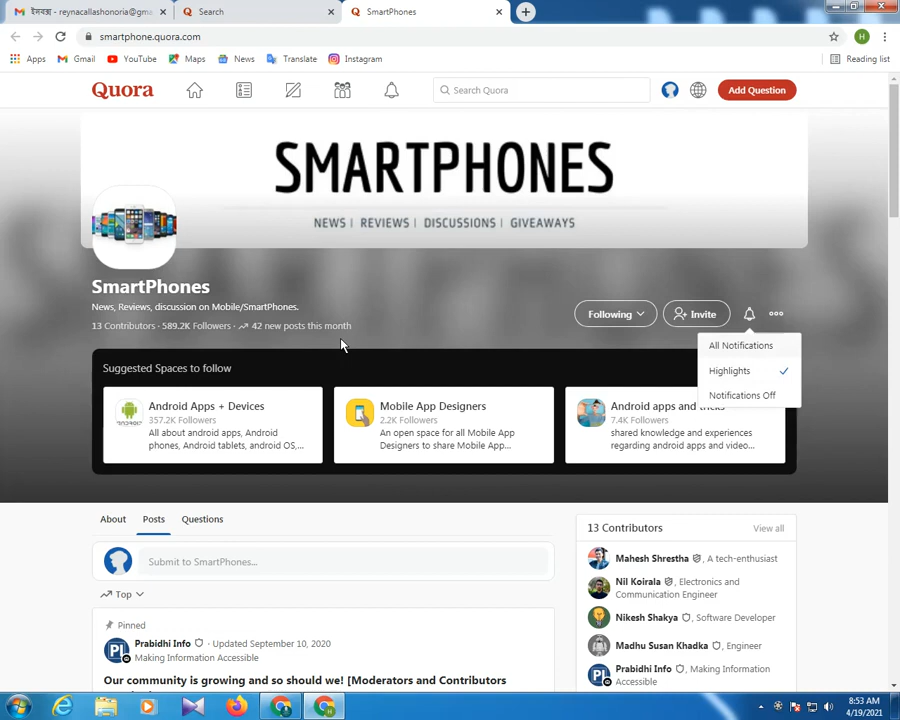 ইনবক্স - reynacallashonoria@gma
Search
SmartPhones
smartphone.quora.com
H
Apps
Gmail
YouTube
Maps
News
Translate
Instagram
Reading list
Quora
Search Quora
Add Question
SMARTPHONES
NEWS | REVIEWS | DISCUSSIONS | GIVEAWAYS
SmartPhones
News, Reviews, discussion on Mobile/SmartPhones.
13 Contributors · 589.2K Followers · 42 new posts this month
Following
Invite
All Notifications
Highlights
Notifications Off
Suggested Spaces to follow
Android Apps + Devices
357.2K Followers
All about android apps, Android
phones, Android tablets, android OS,...
Mobile App Designers
2.2K Followers
An open space for all Mobile App
Designers to share Mobile App...
Android apps and tricks
7.4K Followers
shared knowledge and experiences
regarding android apps and video...
About
Posts
Questions
Submit to SmartPhones...
Top
Pinned
Prabidhi Info · Updated September 10, 2020
Making Information Accessible
Our community is growing and so should we! [Moderators and Contributors
13 Contributors
View all
Mahesh Shrestha , A tech-enthusiast
Nil Koirala , Electronics and
Communication Engineer
Nikesh Shakya , Software Developer
Madhu Susan Khadka , Engineer
Prabidhi Info , Making Information
Accessible
8:53 AM
4/19/2021